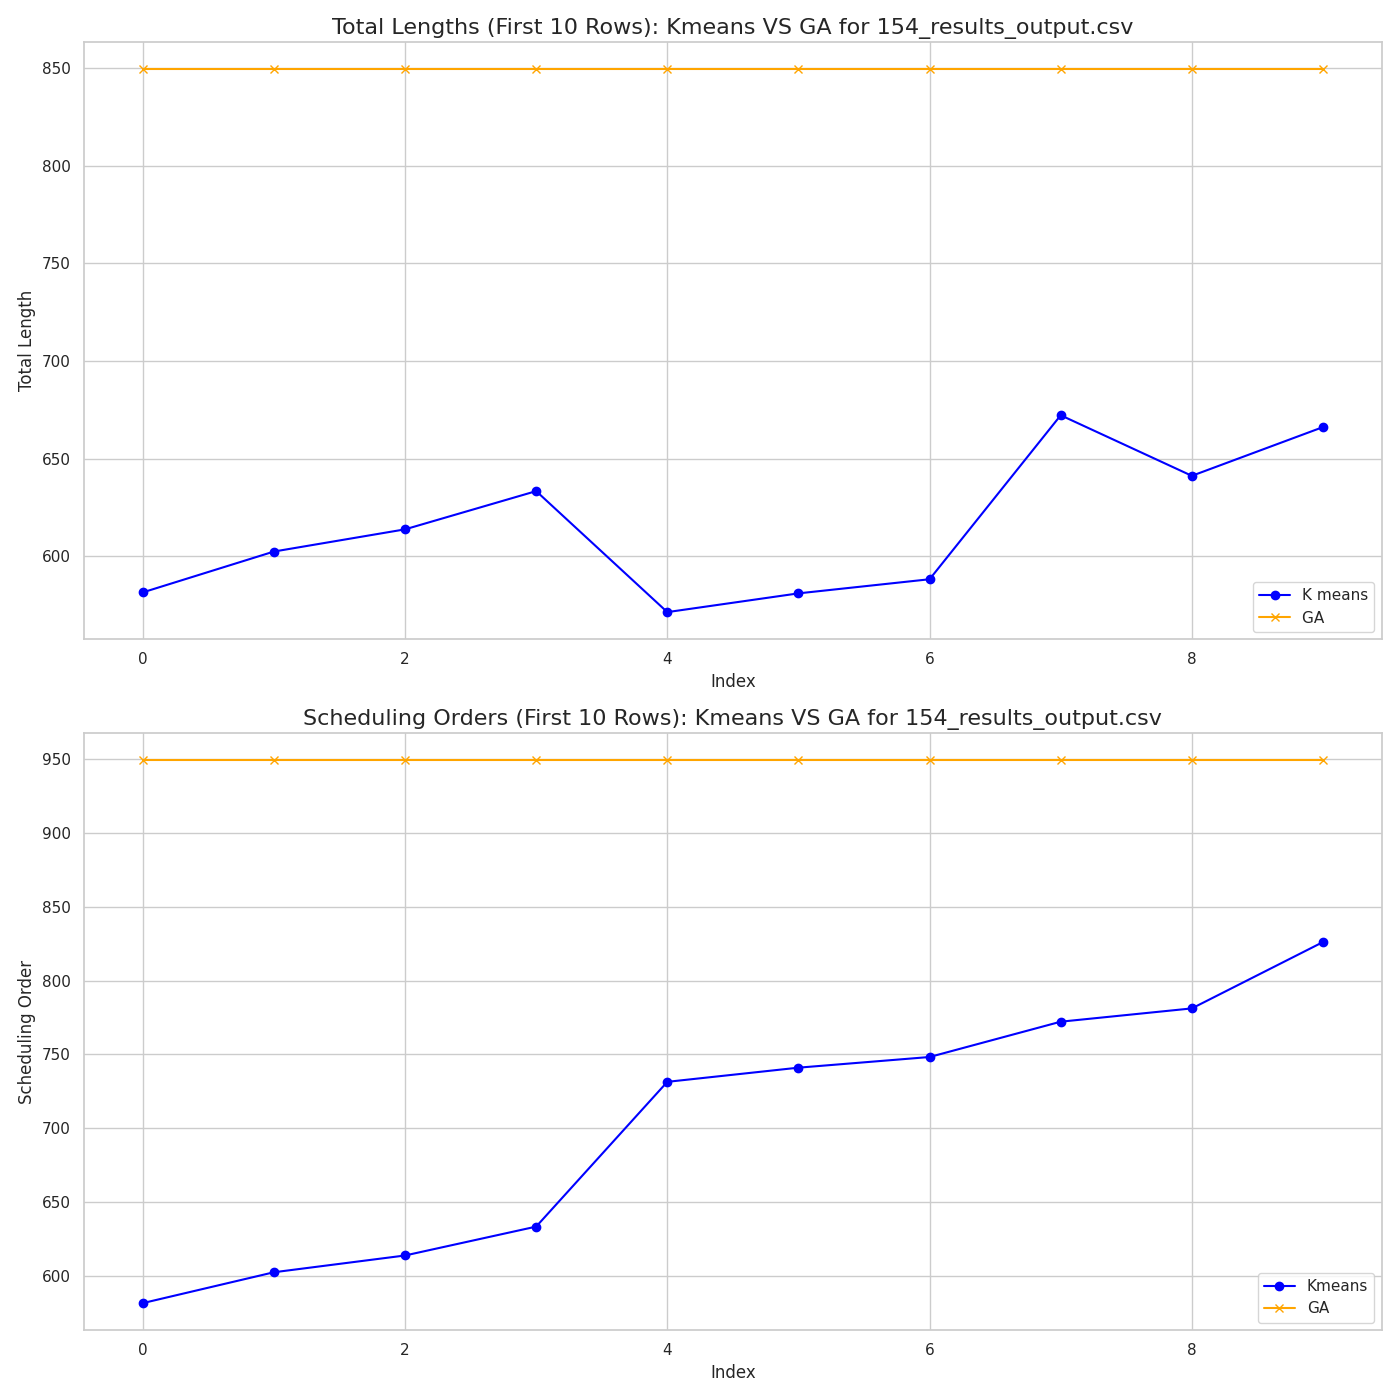 Total Lengths (First 10 Rows): Kmeans VS GA for 154_results_output.csv
850
800
750
700
650
600
Total Length
K means
GA
0 2 4 6 8
Index
Scheduling Orders (First 10 Rows): Kmeans VS GA for 154_results_output.csv
950
900
850
800
750
700
650
600
Scheduling Order
Kmeans
GA
0 2 4 6 8
Index